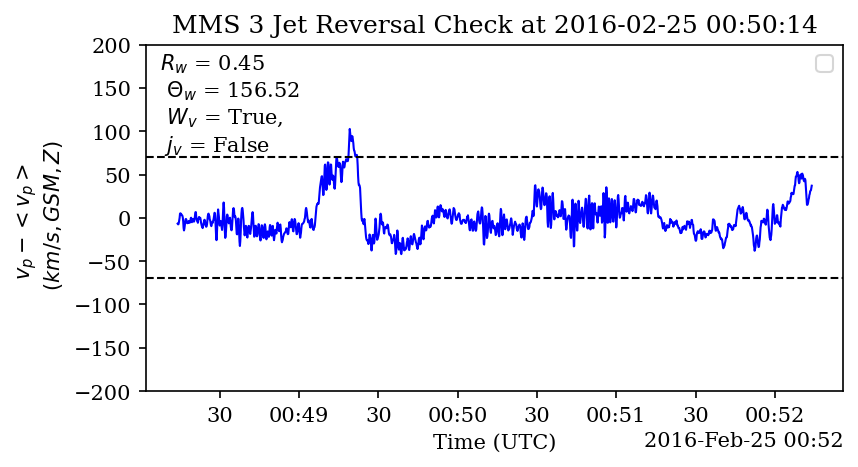 MMS 3 Jet Reversal Check at 2016-02-25 00:50:14
200
150
100
50
0
−50
−100
−150
−200
v_p − < v_p >
(km/s, GSM, Z)
R_w = 0.45
Θ_w = 156.52
W_v = True,
j_v = False
30 00:49 30 00:50 30 00:51 30 00:52
Time (UTC)
2016-Feb-25 00:52